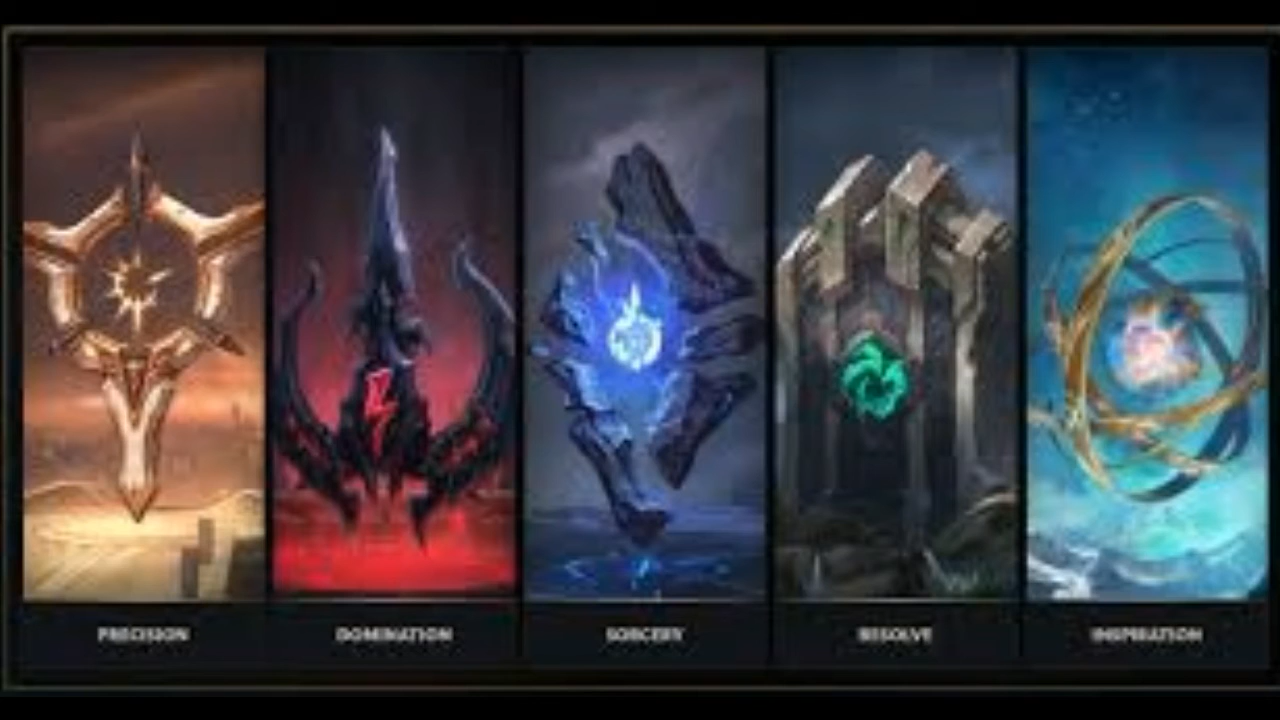 PRECISION
DOMINATION
SORCERY
RESOLVE
INSPIRATION